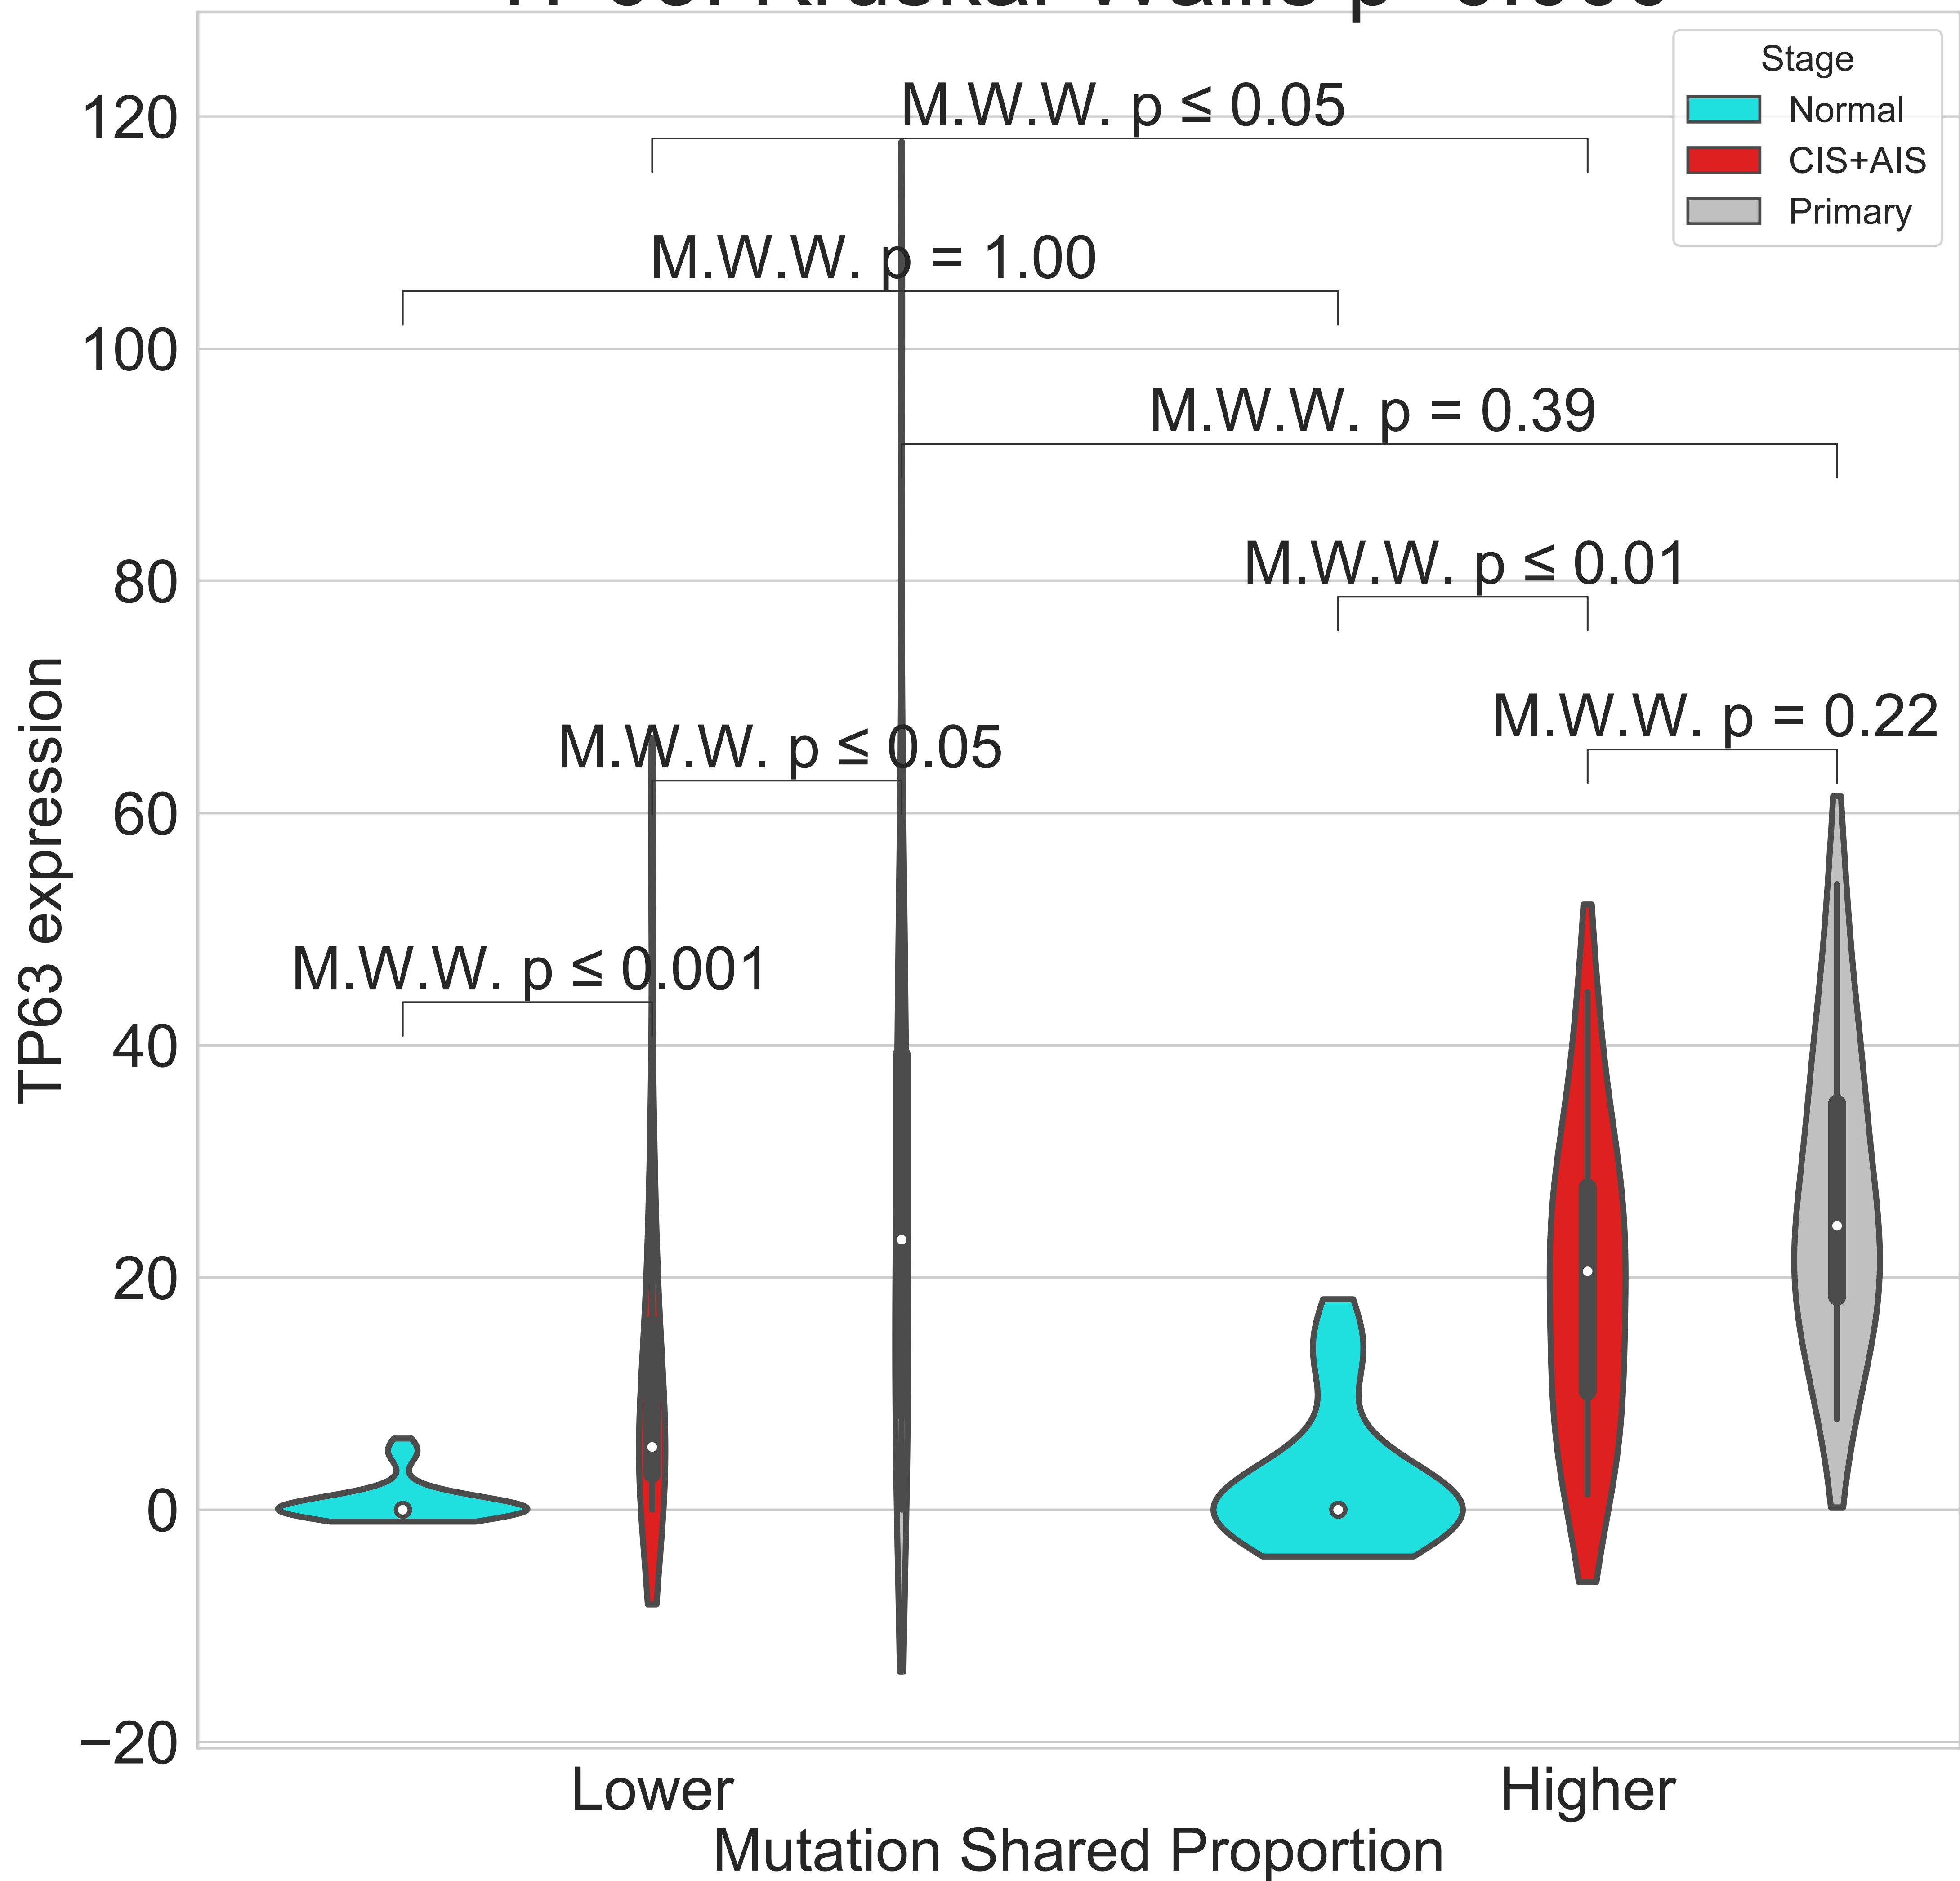 120
100
80
60
40
20
0
−20
TP63 expression
M.W.W. p ≤ 0.05
M.W.W. p = 1.00
M.W.W. p = 0.39
M.W.W. p ≤ 0.01
M.W.W. p = 0.22
M.W.W. p ≤ 0.05
M.W.W. p ≤ 0.001
Stage
Normal
CIS+AIS
Primary
Lower
Higher
Mutation Shared Proportion